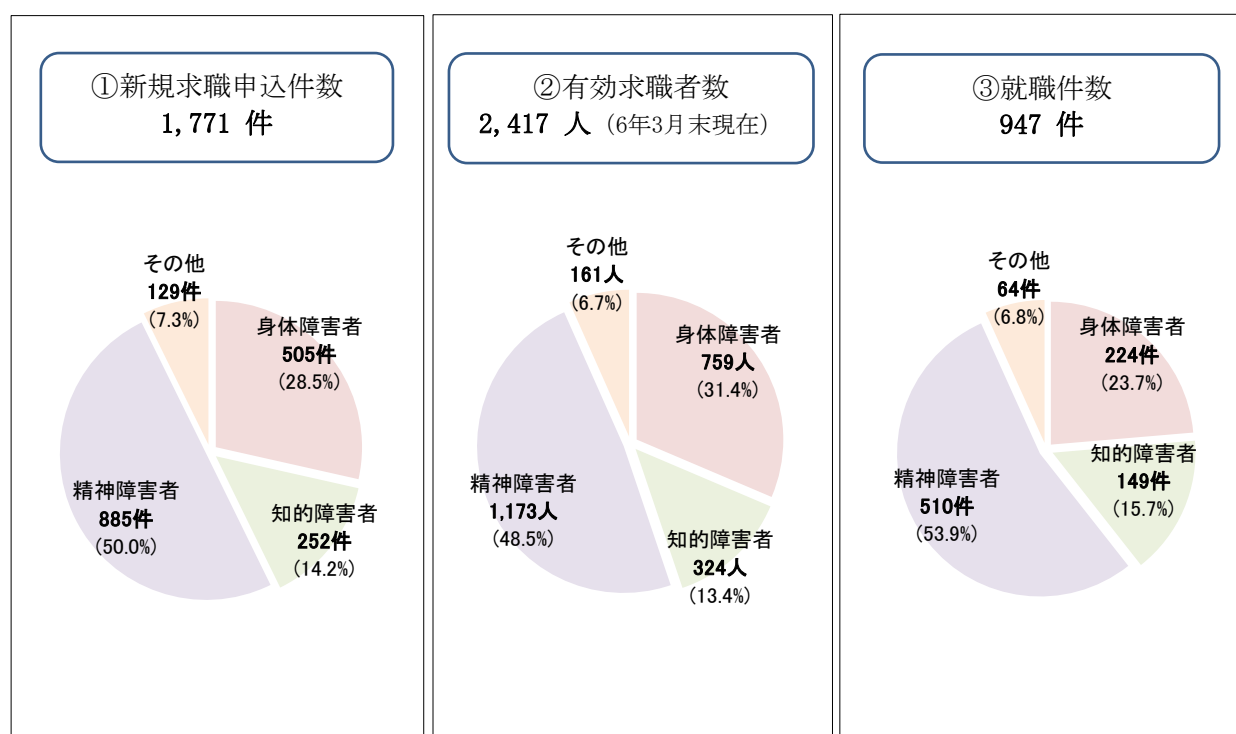 ①新規求職申込件数
1,771 件
その他
129件
(7.3%)
身体障害者
505件
(28.5%)
精神障害者
885件
(50.0%)
知的障害者
252件
(14.2%)
②有効求職者数
2,417 人 (6年3月末現在)
その他
161人
(6.7%)
身体障害者
759人
(31.4%)
精神障害者
1,173人
(48.5%)
知的障害者
324人
(13.4%)
③就職件数
947 件
その他
64件
(6.8%)
身体障害者
224件
(23.7%)
知的障害者
149件
(15.7%)
精神障害者
510件
(53.9%)